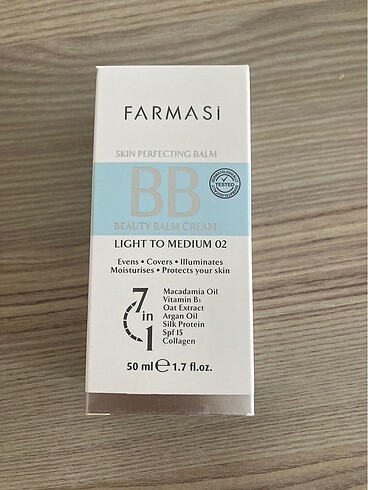 FARMASi
SKIN PERFECTING BALM
BB
TESTED
BEAUTY BALM CREAM
LIGHT TO MEDIUM 02
Evens • Covers • Illuminates
Moisturises • Protects your skin
7 in 1
Macadamia Oil
Vitamin B₃
Oat Extract
Argan Oil
Silk Protein
Spf 15
Collagen
50 ml ℮ 1.7 fl.oz.